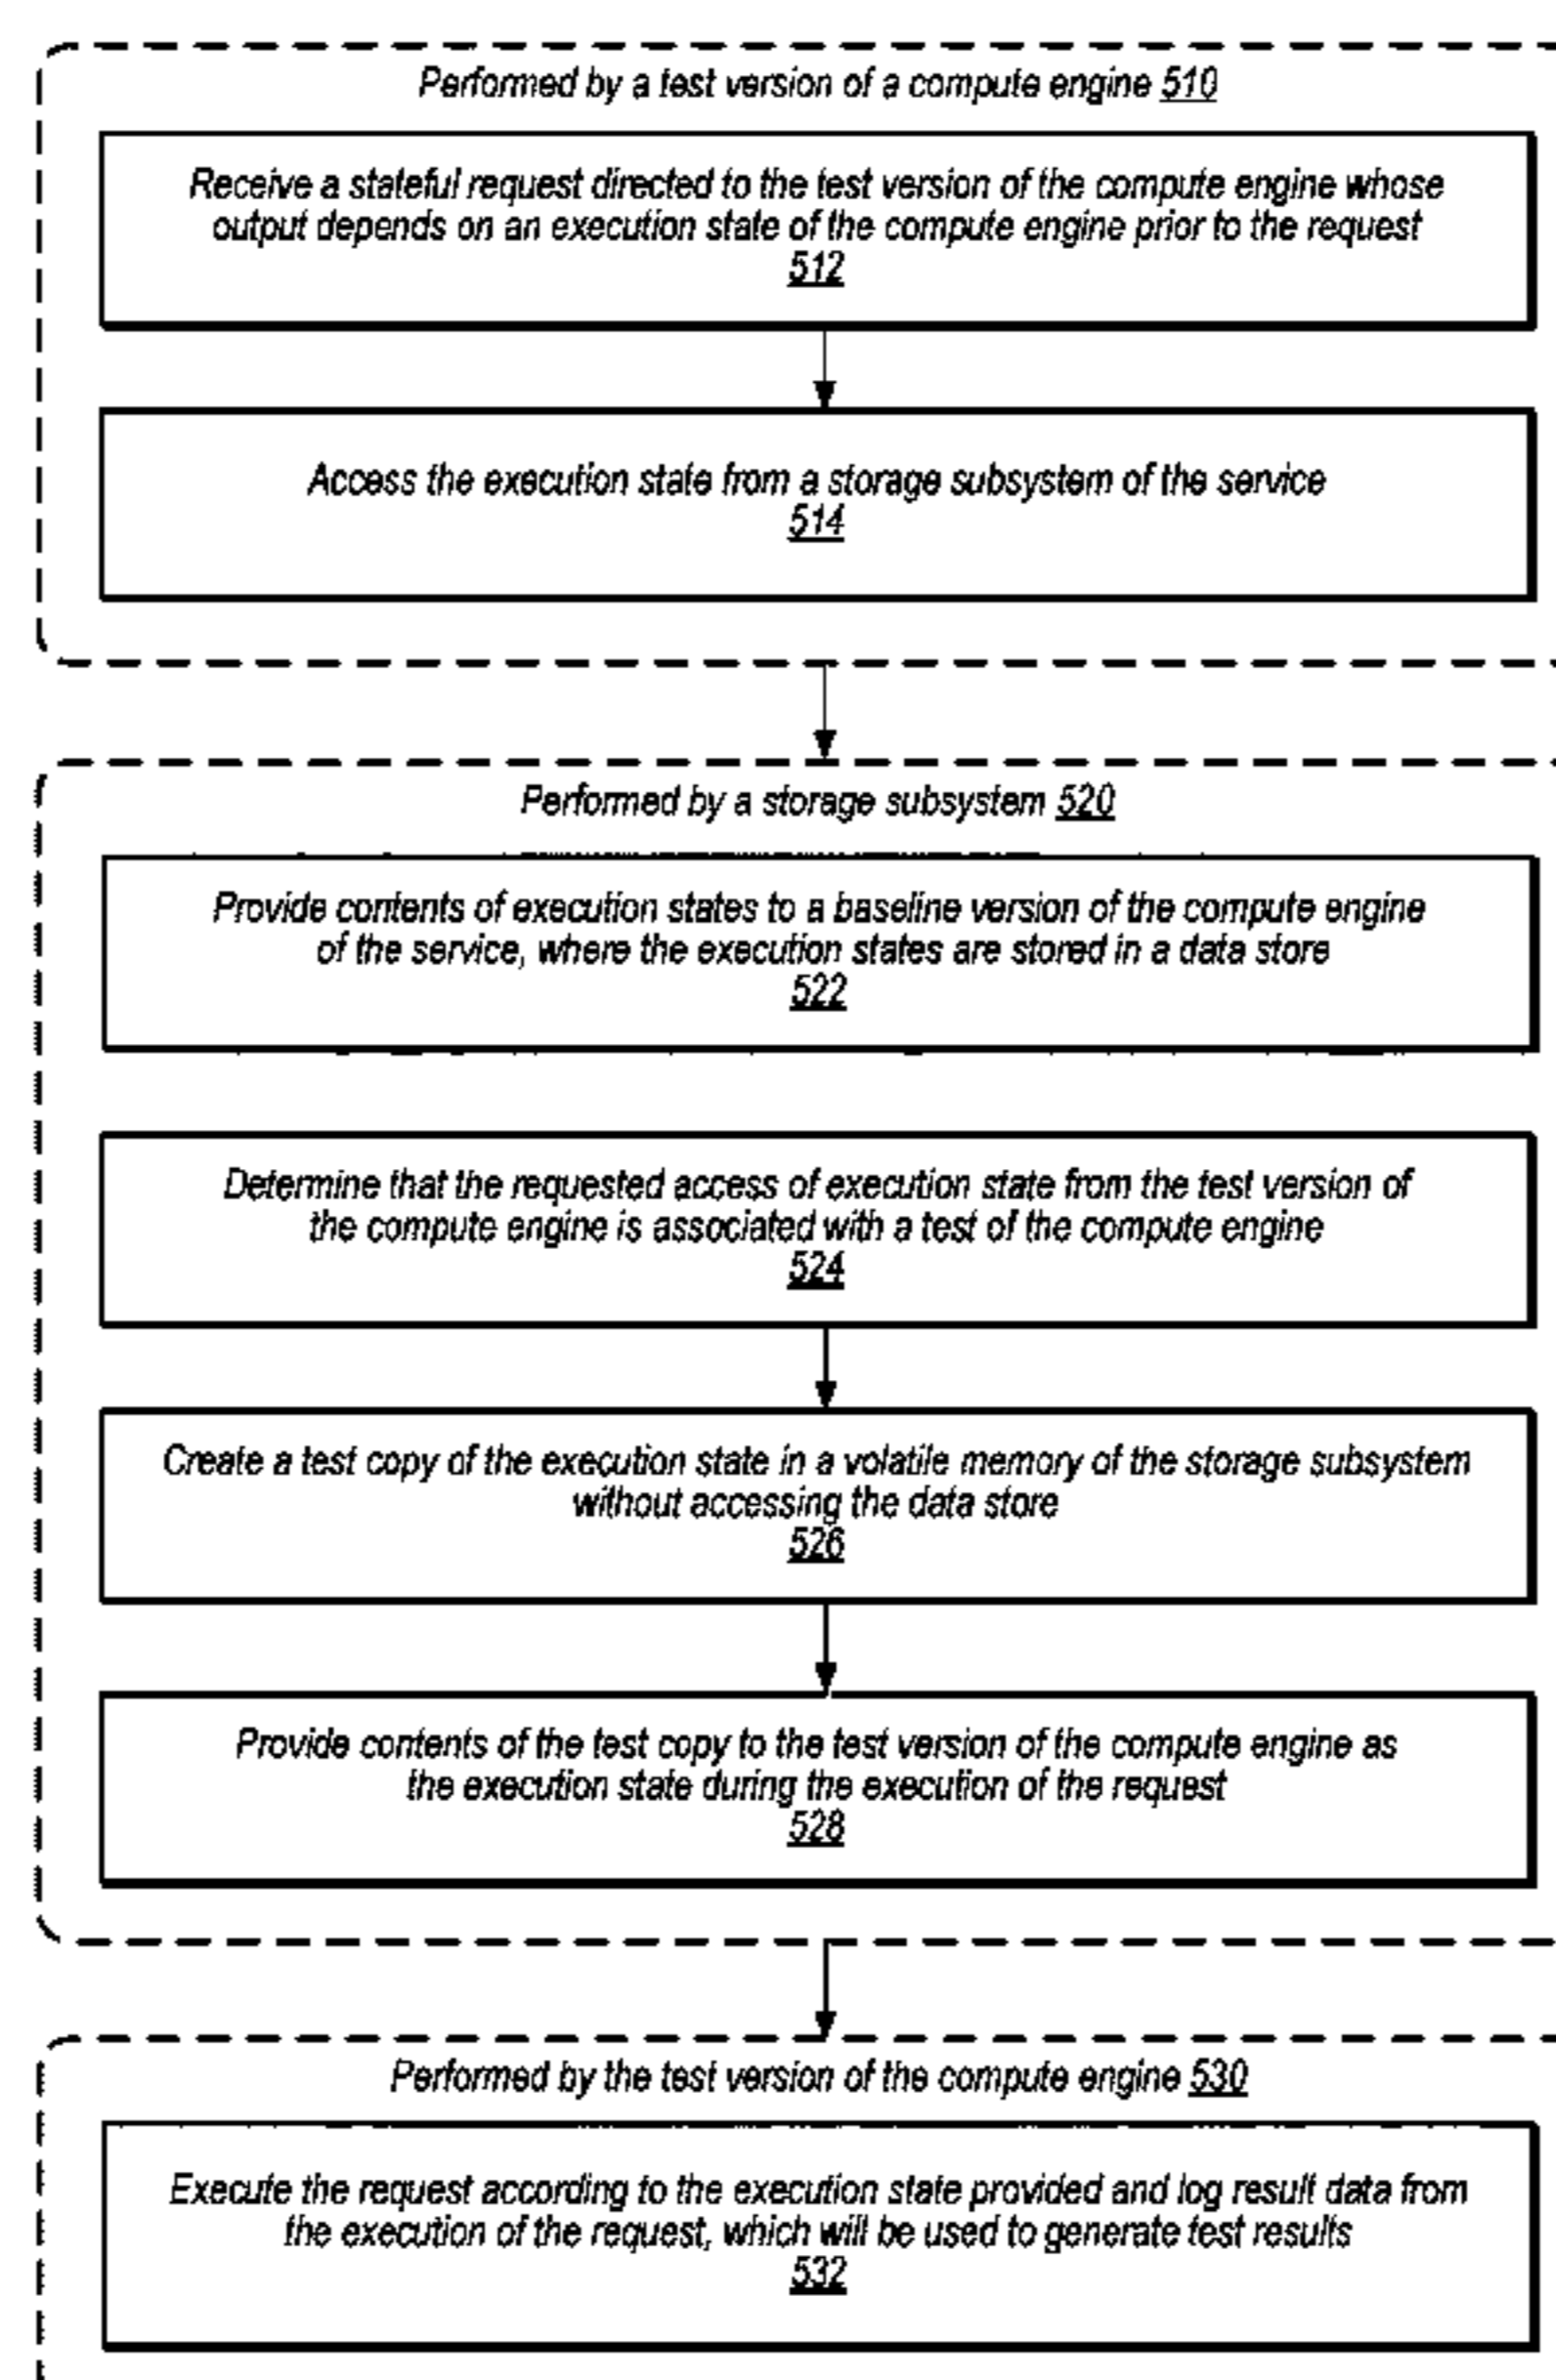 Performed by a test version of a compute engine 510
Receive a stateful request directed to the test version of the compute engine whose
output depends on an execution state of the compute engine prior to the request
512
Access the execution state from a storage subsystem of the service
514
Performed by a storage subsystem 520
Provide contents of execution states to a baseline version of the compute engine
of the service, where the execution states are stored in a data store
522
Determine that the requested access of execution state from the test version of
the compute engine is associated with a test of the compute engine
524
Create a test copy of the execution state in a volatile memory of the storage subsystem
without accessing the data store
526
Provide contents of the test copy to the test version of the compute engine as
the execution state during the execution of the request
528
Performed by the test version of the compute engine 530
Execute the request according to the execution state provided and log result data from
the execution of the request, which will be used to generate test results
532